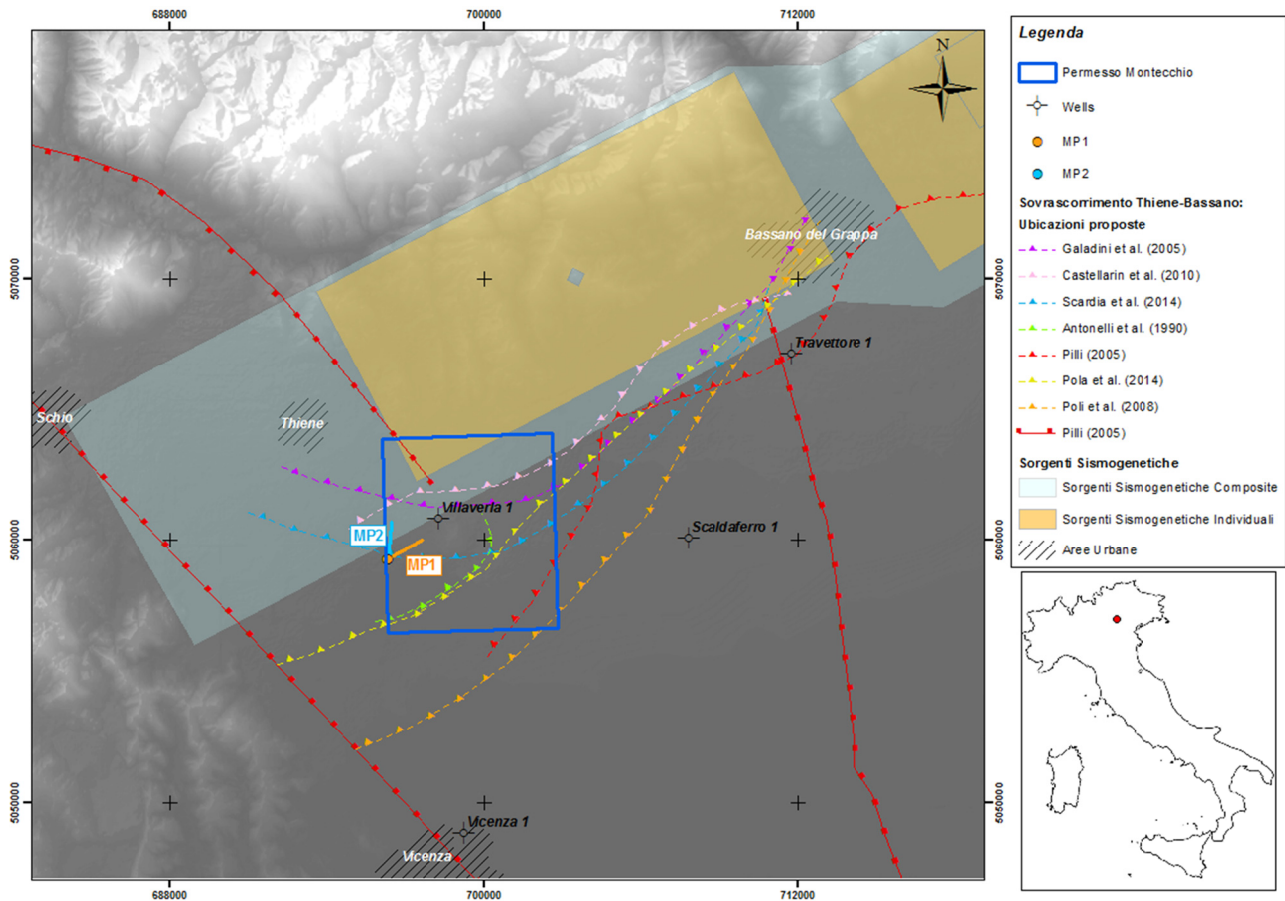 688000
700000
712000
N
5070000
5070000
Bassano del Grappa
Travettore 1
Schio
Thiene
Villaveria 1
Scaldaferro 1
5060000
5060000
MP2
MP1
5050000
5050000
Vicenza 1
Vicenza
688000
700000
712000
Legenda
Permesso Montecchio
Wells
MP1
MP2
Sovrascorrimento Thiene-Bassano:
Ubicazioni proposte
Galadini et al. (2005)
Castellarin et al. (2010)
Scardia et al. (2014)
Antonelli et al. (1990)
Pilli (2005)
Pola et al. (2014)
Poli et al. (2008)
Pilli (2005)
Sorgenti Sismogenetiche
Sorgenti Sismogenetiche Composite
Sorgenti Sismogenetiche Individuali
Aree Urbane